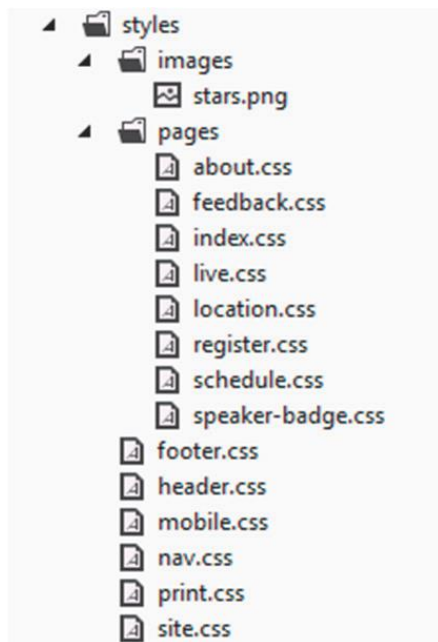 styles
images
stars.png
pages
about.css
feedback.css
index.css
live.css
location.css
register.css
schedule.css
speaker-badge.css
footer.css
header.css
mobile.css
nav.css
print.css
site.css